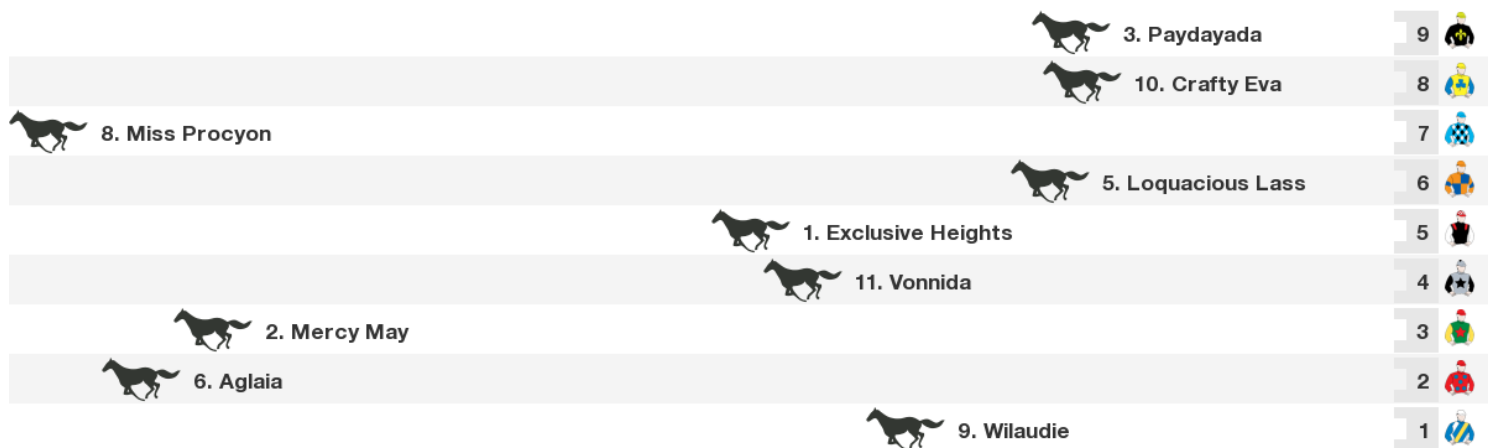 3. Paydayada 9
10. Crafty Eva 8
8. Miss Procyon 7
5. Loquacious Lass 6
1. Exclusive Heights 5
11. Vonnida 4
2. Mercy May 3
6. Aglaia 2
9. Wilaudie 1